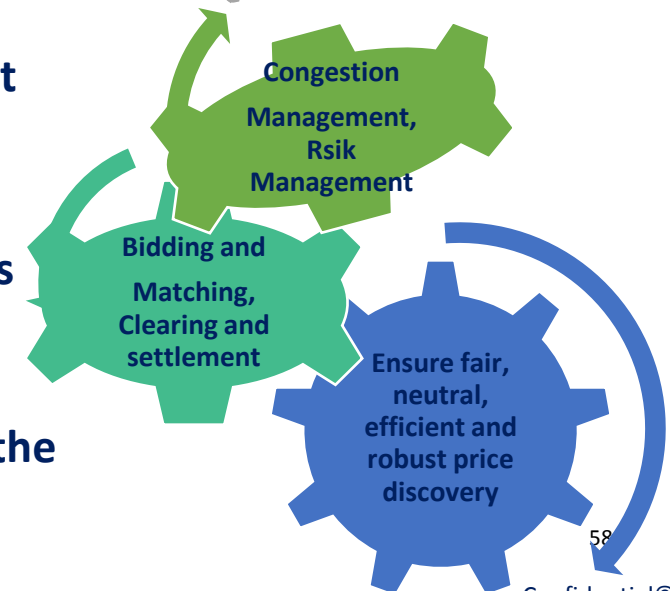 t
Congestion
Management,
Rsik
Management
s
Bidding and
Matching,
Clearing and
settlement
Ensure fair,
neutral,
efficient and
robust price
discovery
the
58